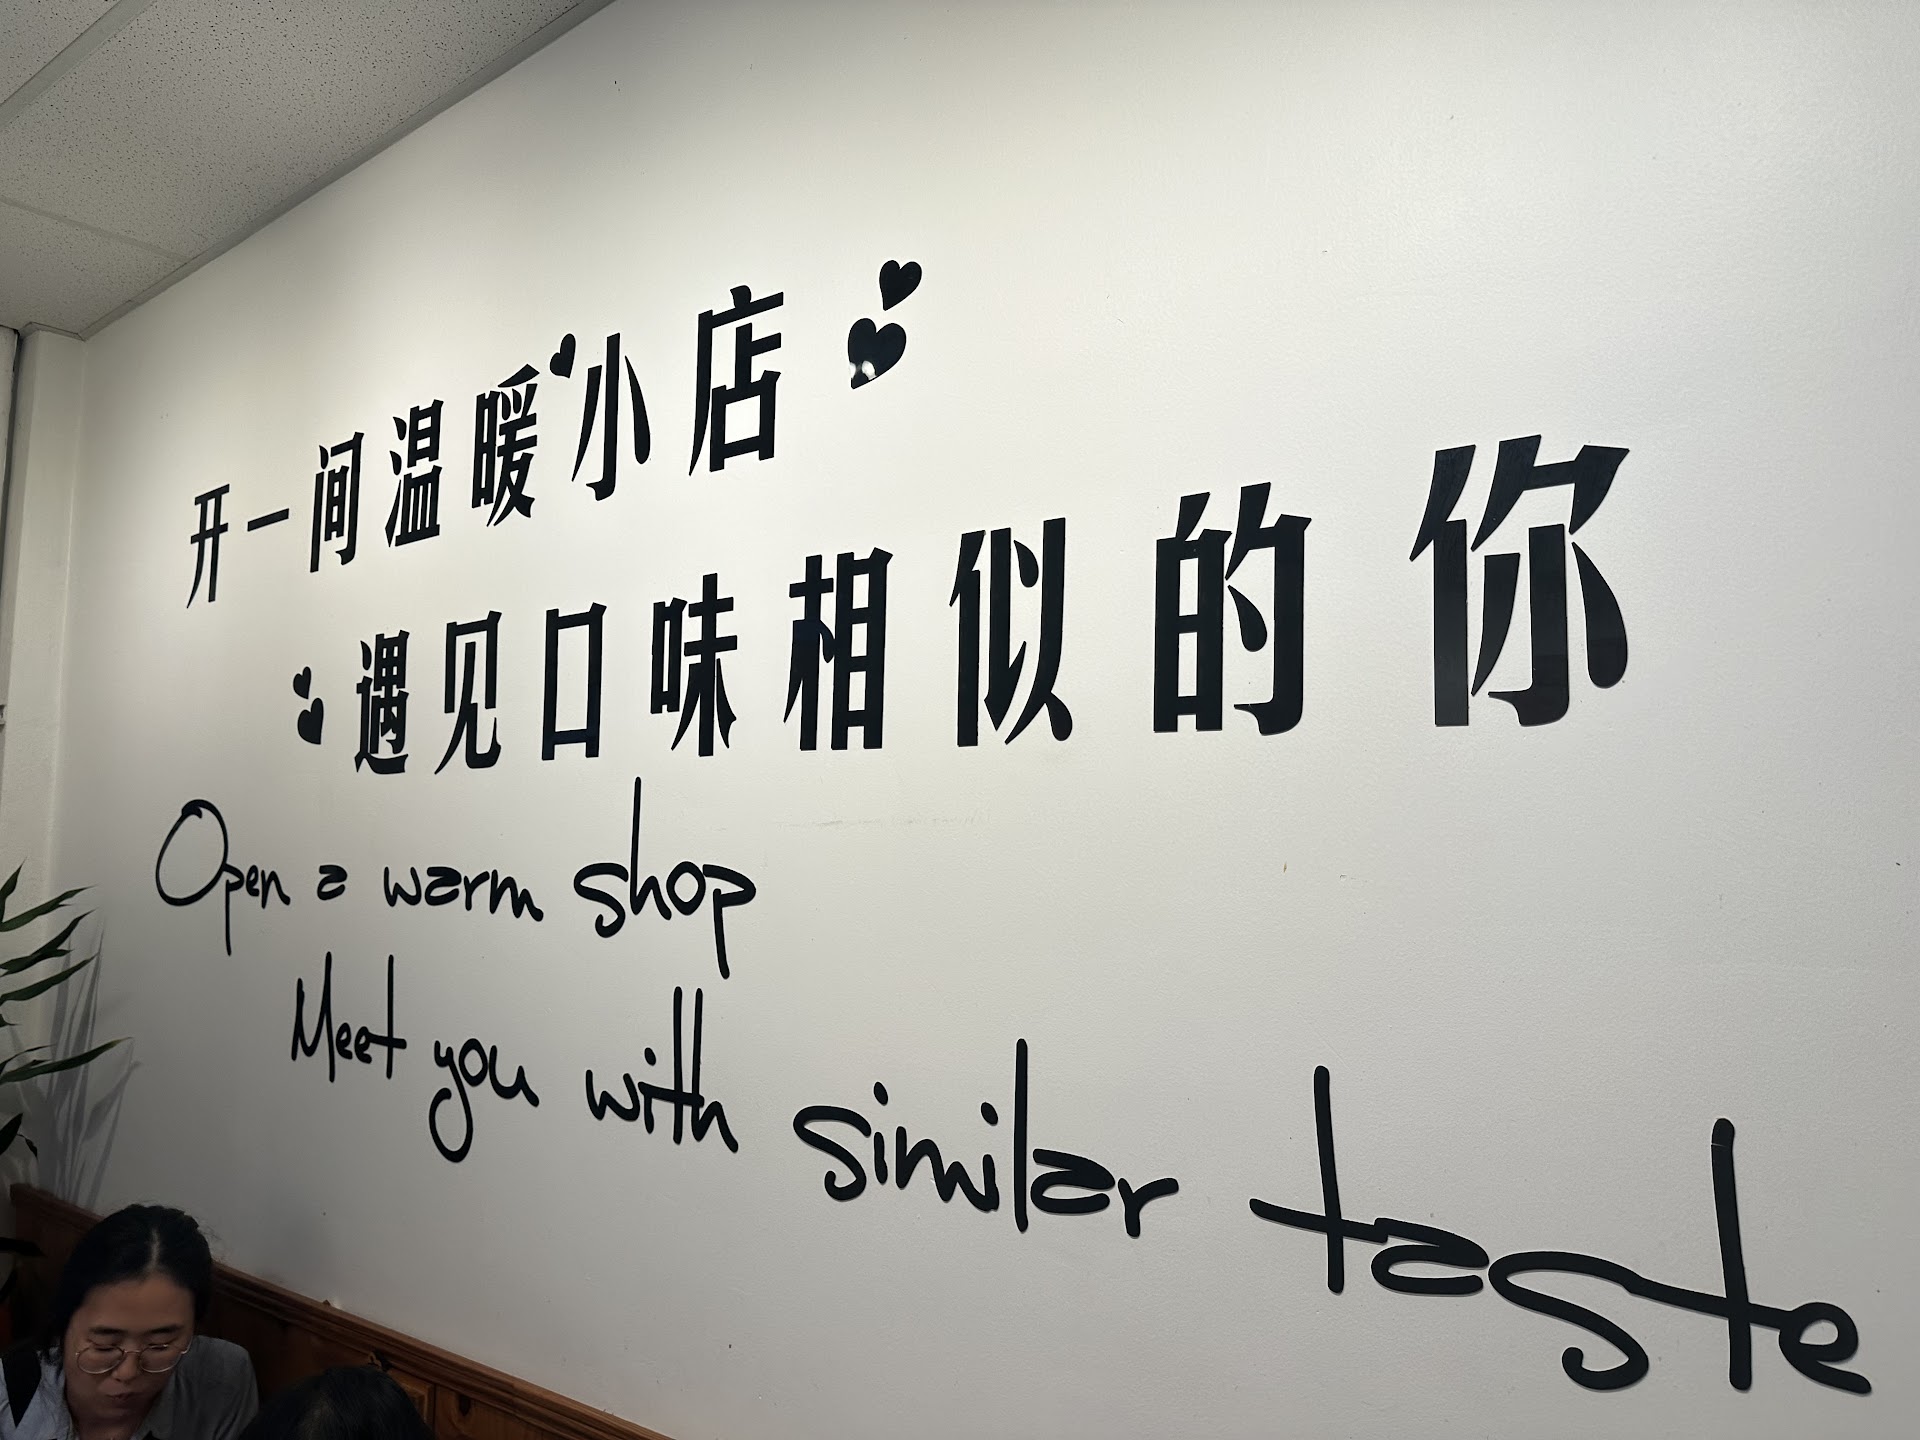 开一间温暖小店
遇见口味相似的你
Open a warm shop
Meet you with similar taste